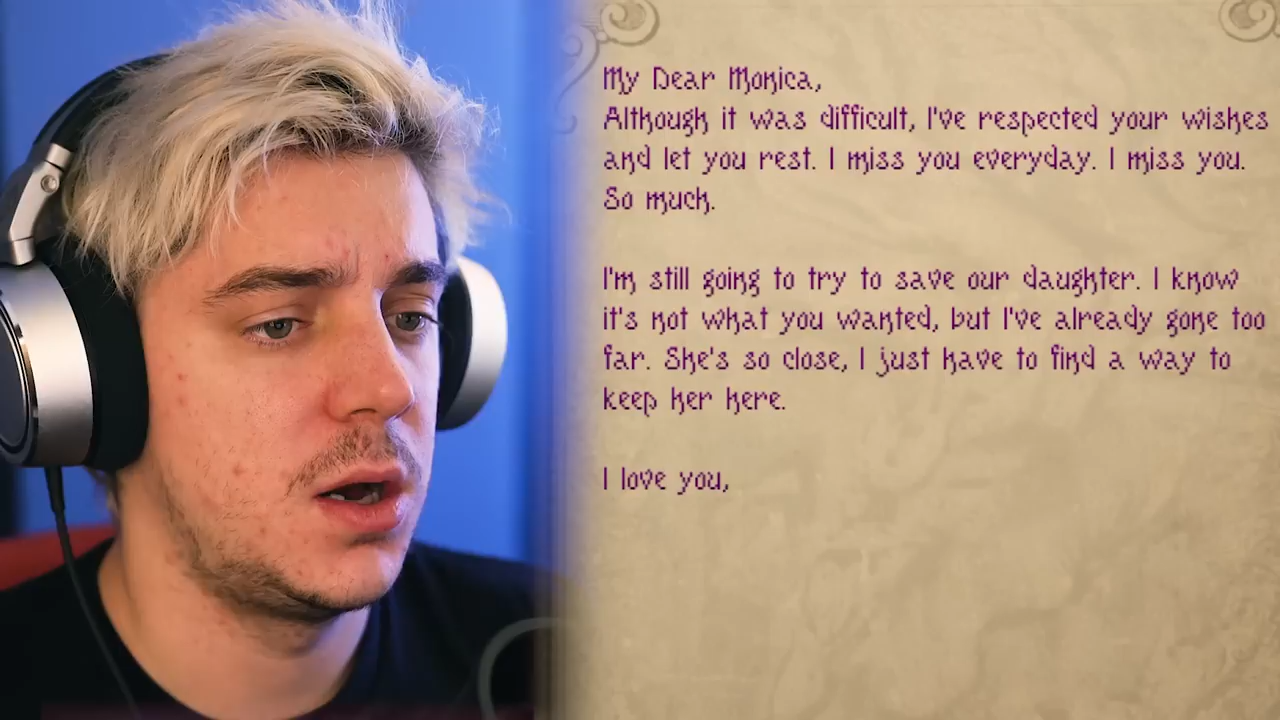 My Dear Monica,
Although it was difficult, I've respected your wishes
and let you rest. I miss you everyday. I miss you.
So much.
I'm still going to try to save our daughter. I know
it's not what you wanted, but I've already gone too
far. She's so close, I just have to find a way to
keep her here.
I love you,